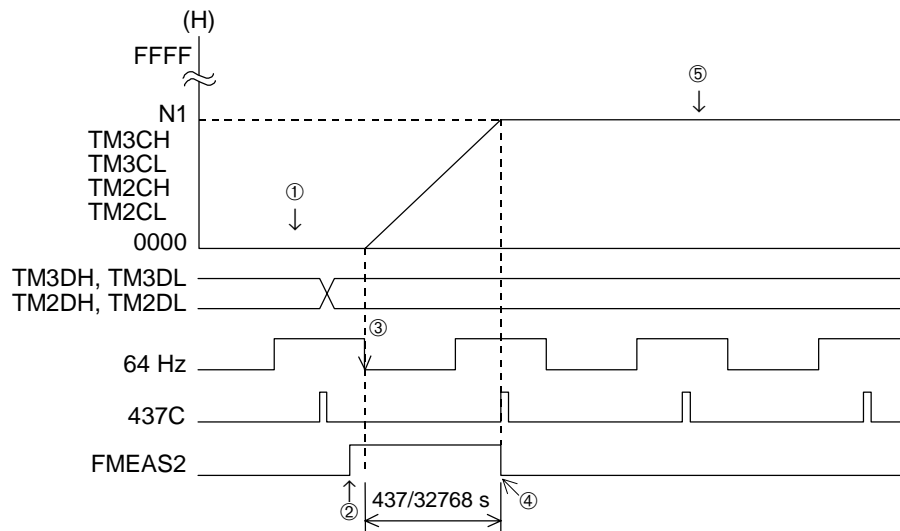 (H)
FFFF
⑤
N1
TM3CH
TM3CL
TM2CH
TM2CL
①
0000
TM3DH, TM3DL
TM2DH, TM2DL
③
64 Hz
437C
FMEAS2
② 437/32768 s ④